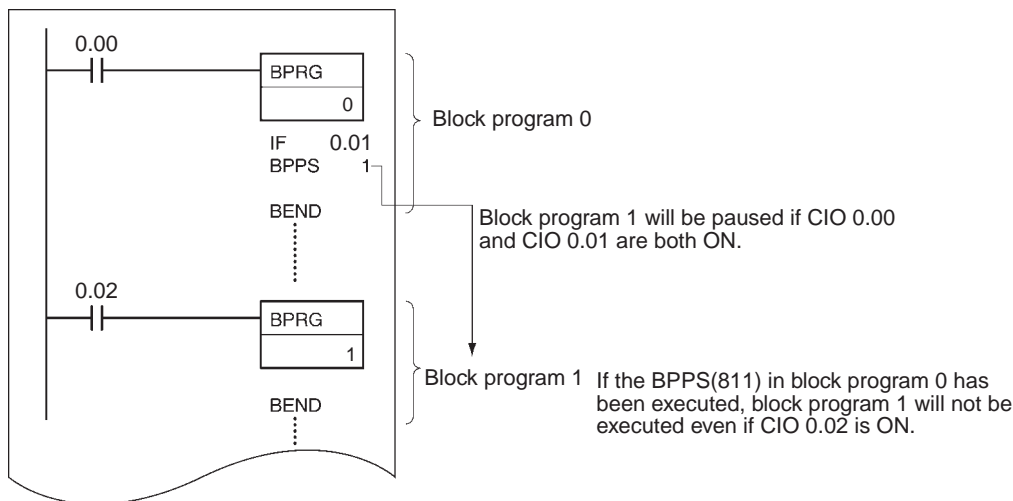 0.00
BPRG
0
Block program 0
IF 0.01
BPPS 1
BEND
Block program 1 will be paused if CIO 0.00
and CIO 0.01 are both ON.
0.02
BPRG
1
Block program 1
If the BPPS(811) in block program 0 has
been executed, block program 1 will not be
executed even if CIO 0.02 is ON.
BEND